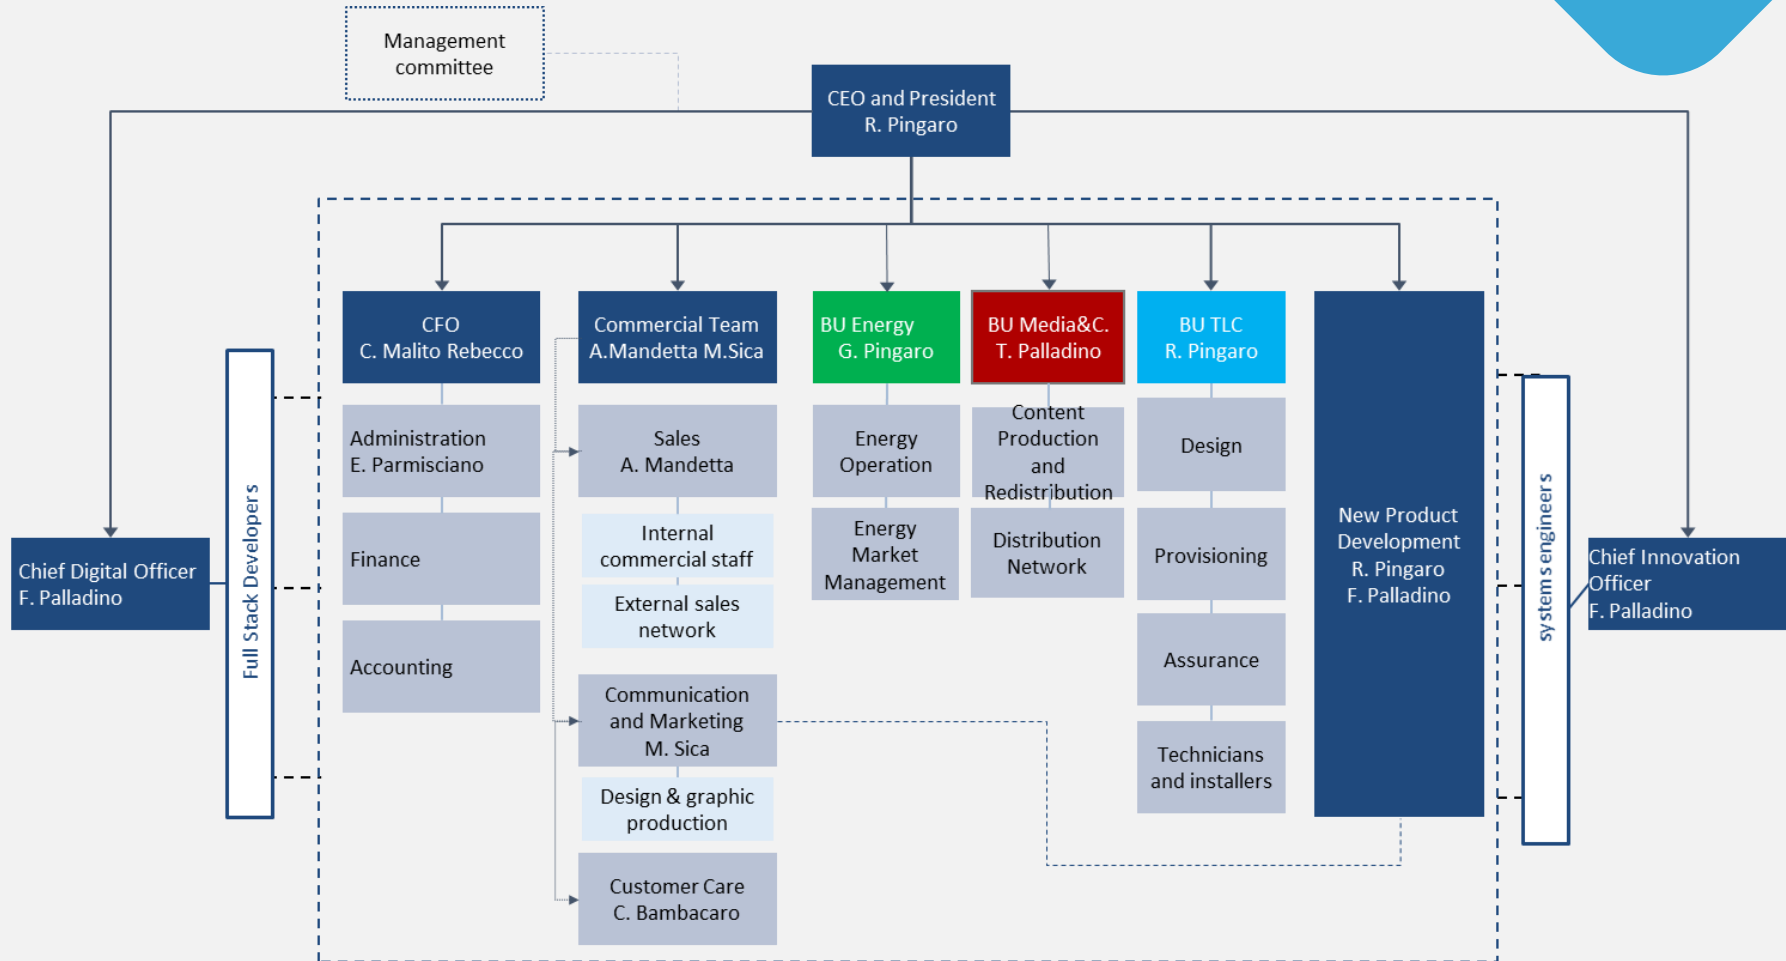 Management
committee
CEO and President
R. Pingaro
CFO
C. Malito Rebecco
Commercial Team
A.Mandetta M.Sica
BU Energy
G. Pingaro
BU Media&C.
T. Palladino
BU TLC
R. Pingaro
Administration
E. Parmisciano
Finance
Accounting
Sales
A. Mandetta
Internal
commercial staff
External sales
network
Communication
and Marketing
M. Sica
Design & graphic
production
Customer Care
C. Bambacaro
Energy
Operation
Energy
Market
Management
Content
Production
and
Redistribution
Distribution
Network
Design
Provisioning
Assurance
Technicians
and installers
New Product
Development
R. Pingaro
F. Palladino
Chief Digital Officer
F. Palladino
Full Stack Developers
systems engineers
Chief Innovation
Officer
F. Palladino